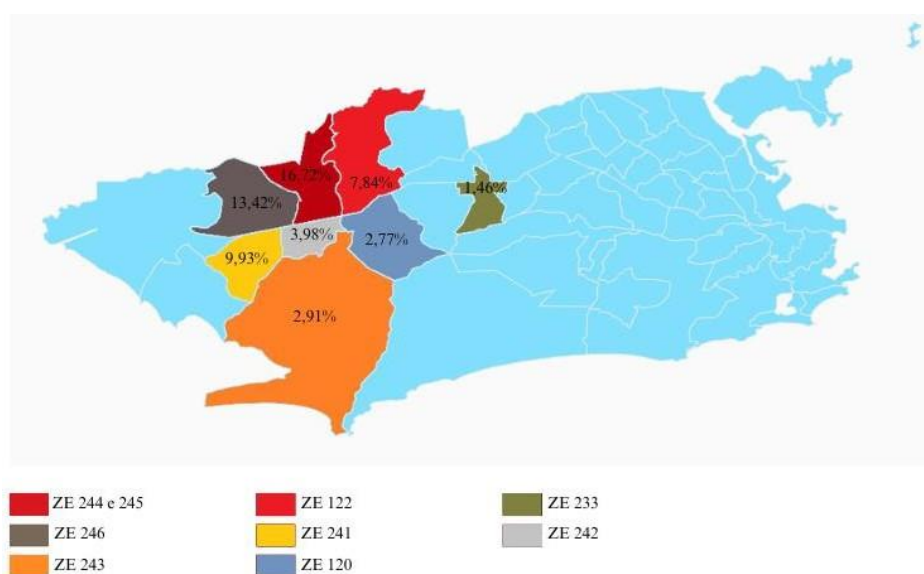 16,72%
7,84%
1,46%
13,42%
3,98%
2,77%
9,93%
2,91%
ZE 244 e 245
ZE 122
ZE 233
ZE 246
ZE 241
ZE 242
ZE 243
ZE 120